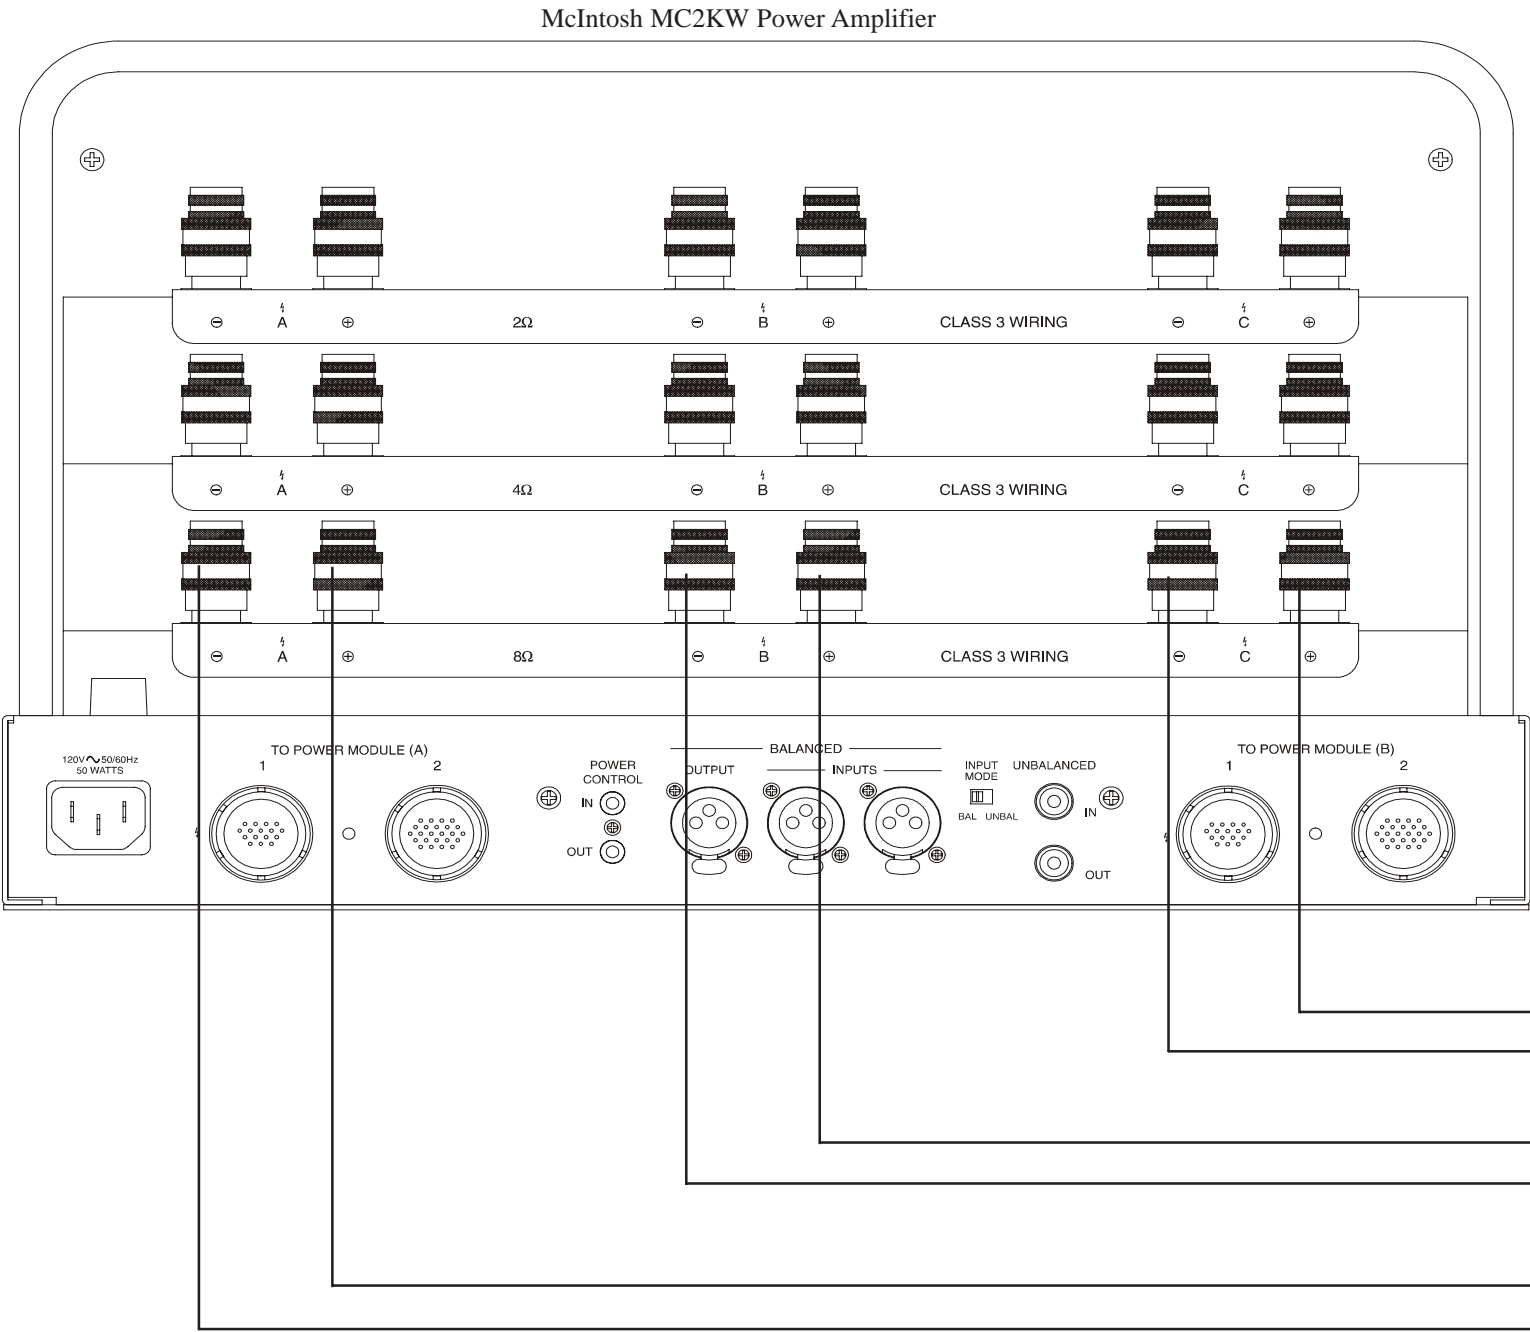 McIntosh MC2KW Power Amplifier
⊖ A ⊕ 2Ω ⊖ B ⊕ CLASS 3 WIRING ⊖ C ⊕
⊖ A ⊕ 4Ω ⊖ B ⊕ CLASS 3 WIRING ⊖ C ⊕
⊖ A ⊕ 8Ω ⊖ B ⊕ CLASS 3 WIRING ⊖ C ⊕
120V ∿ 50/60Hz
50 WATTS
TO POWER MODULE (A)
1 2
POWER
CONTROL
IN
OUT
BALANCED
OUTPUT INPUTS
INPUT
MODE
BAL UNBAL
UNBALANCED
IN
OUT
TO POWER MODULE (B)
1 2